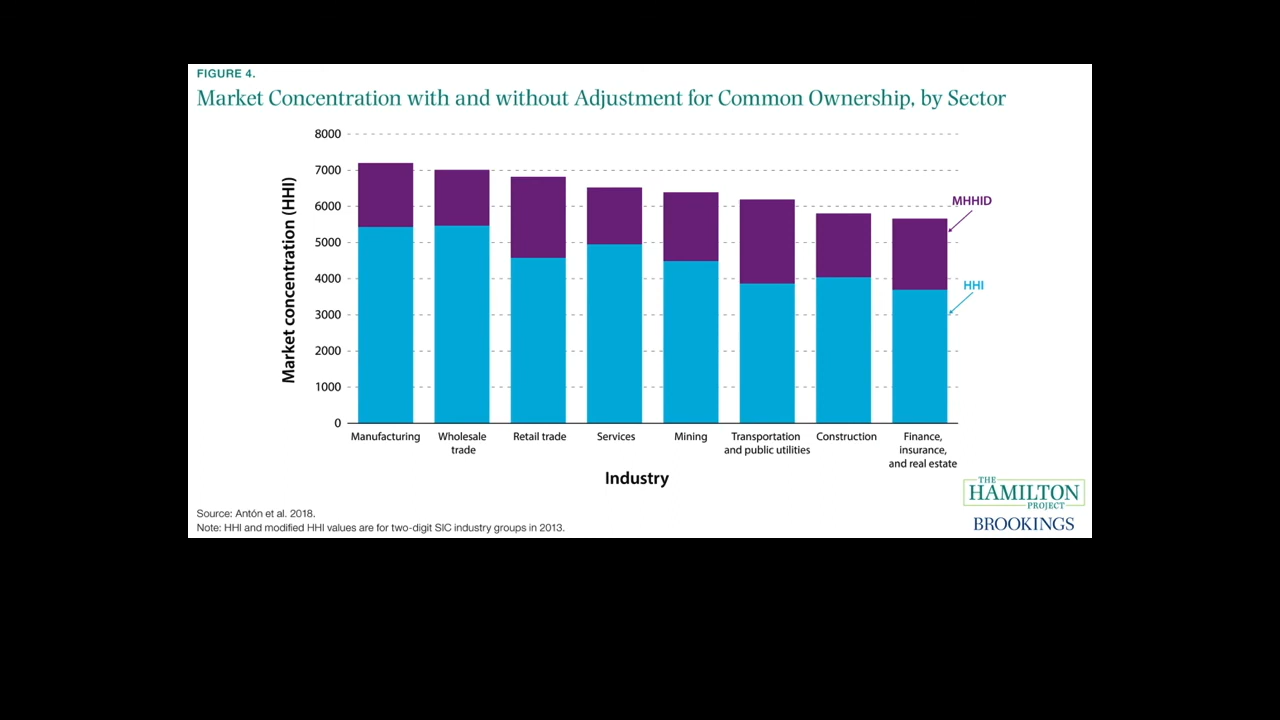 FIGURE 4.
Market Concentration with and without Adjustment for Common Ownership, by Sector
Market concentration (HHI)
8000
7000
6000
5000
4000
3000
2000
1000
0
MHHID
HHI
Manufacturing
Wholesale
trade
Retail trade
Services
Mining
Transportation
and public utilities
Construction
Finance,
insurance,
and real estate
Industry
THE
HAMILTON
PROJECT
BROOKINGS
Source: Antón et al. 2018.
Note: HHI and modified HHI values are for two-digit SIC industry groups in 2013.